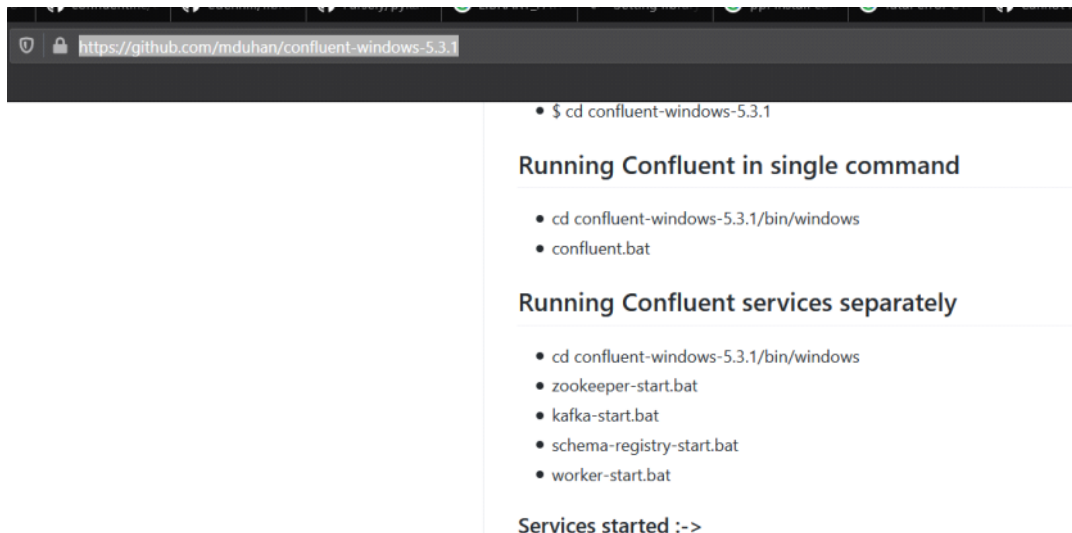 https://github.com/mduhan/confluent-windows-5.3.1
$ cd confluent-windows-5.3.1
Running Confluent in single command
cd confluent-windows-5.3.1/bin/windows
confluent.bat
Running Confluent services separately
cd confluent-windows-5.3.1/bin/windows
zookeeper-start.bat
kafka-start.bat
schema-registry-start.bat
worker-start.bat
Services started :->